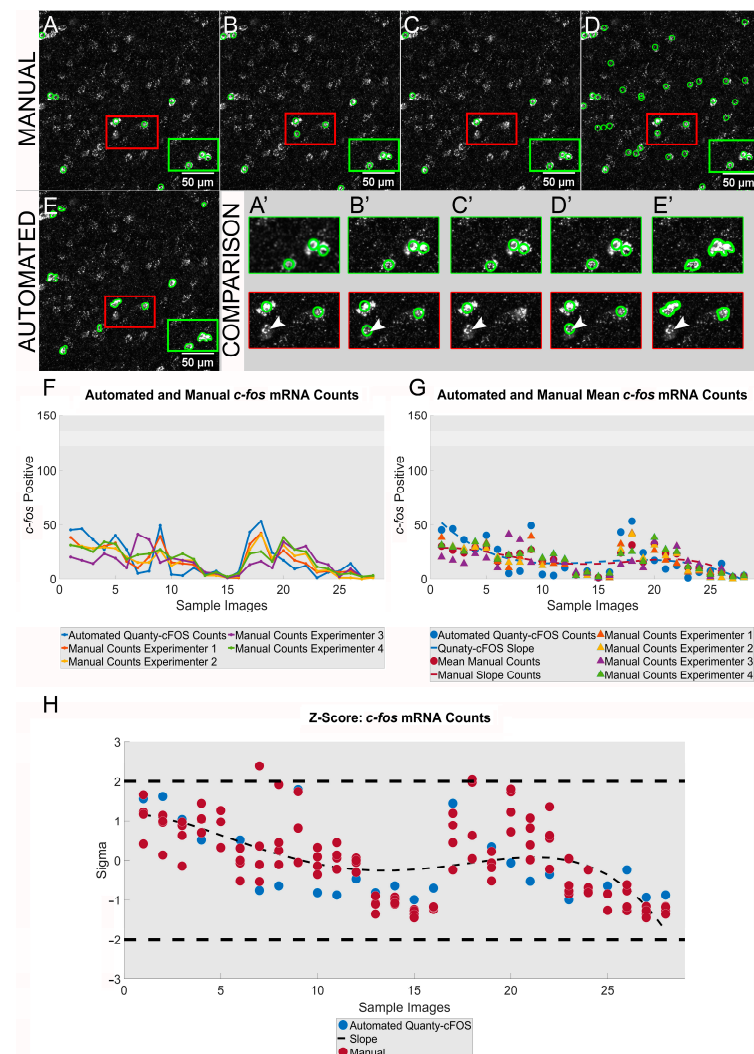 A B C D
MANUAL
50 µm 50 µm 50 µm 50 µm
E A' B' C' D' E'
AUTOMATED
COMPARISON
50 µm
F
Automated and Manual c-fos mRNA Counts
150
100
50
0
c-fos Positive
0 5 10 15 20 25
Sample Images
Automated Quanty-cFOS Counts
Manual Counts Experimenter 1
Manual Counts Experimenter 2
Manual Counts Experimenter 3
Manual Counts Experimenter 4
G
Automated and Manual Mean c-fos mRNA Counts
150
100
50
0
c-fos Positive
0 5 10 15 20 25
Sample Images
Automated Quanty-cFOS Counts
Qunaty-cFOS Slope
Mean Manual Counts
Manual Slope Counts
Manual Counts Experimenter 1
Manual Counts Experimenter 2
Manual Counts Experimenter 3
Manual Counts Experimenter 4
H
Z-Score: c-fos mRNA Counts
3
2
1
0
−1
−2
−3
Sigma
0 5 10 15 20 25
Sample Images
Automated Quanty-cFOS
Slope
Manual